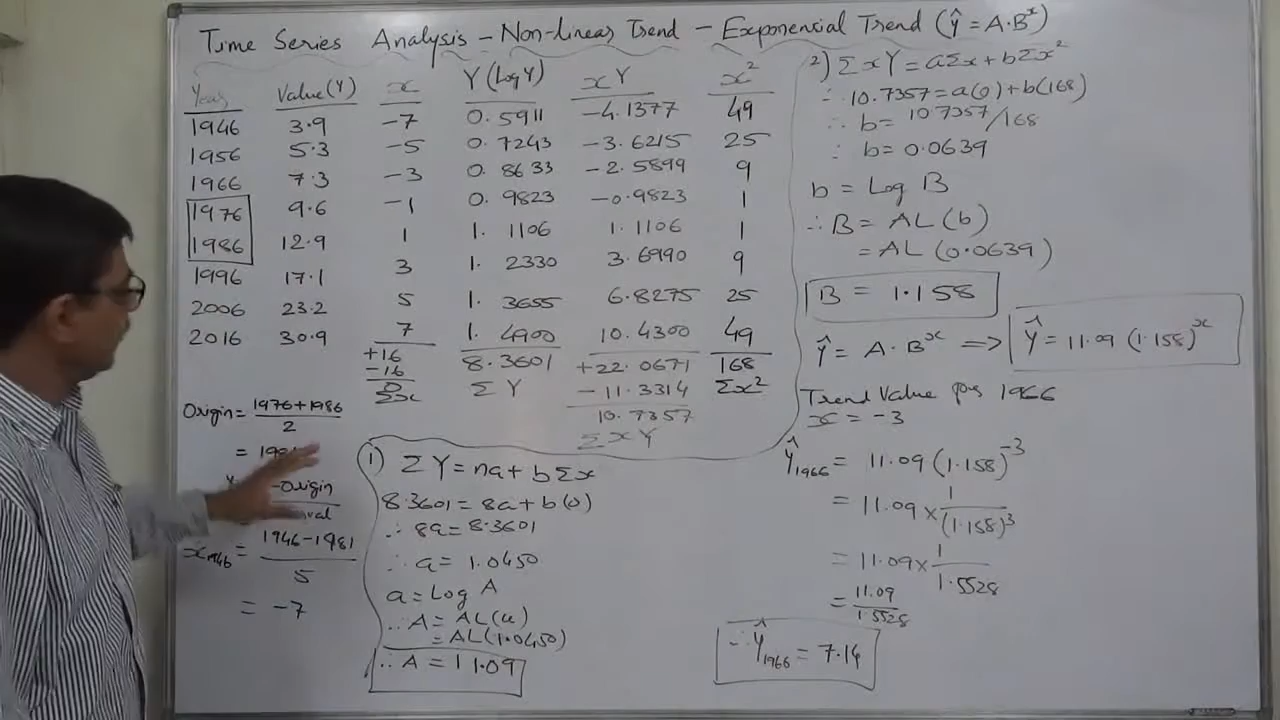 Time Series Analysis – Non-linear Trend – Exponential Trend (Ŷ = A·Bˣ)
Year Value(Y) x Y(Log Y) xY x²
1946 3.9 -7 0.5911 -4.1377 49
1956 5.3 -5 0.7243 -3.6215 25
1966 7.3 -3 0.8633 -2.5899 9
1976 9.6 -1 0.9823 -0.9823 1
1986 12.9 1 1.1106 1.1106 1
1996 17.1 3 1.2330 3.6990 9
2006 23.2 5 1.3655 6.8275 25
2016 30.9 7 1.4900 10.4300 49
+16 8.3601 +22.0671 168
-16 ΣY -11.3314 Σx²
0 10.7357
Σx ΣxY
Origin = 1976+1986 / 2
= 19
-Origin
val
x1946 = 1946-1981 / 5
= -7
1) ΣY = na + bΣx
8.3601 = 8a + b(0)
∴ 8a = 8.3601
∴ a = 1.0450
a = Log A
∴ A = AL(a)
= AL(1.0450)
∴ A = 11.09
2) ΣxY = aΣx + bΣx²
∴ 10.7357 = a(0) + b(168)
∴ b = 10.7357/168
∴ b = 0.0639
b = Log B
∴ B = AL(b)
= AL(0.0639)
B = 1.158
Ŷ = A·Bˣ ⇒ Ŷ = 11.09 (1.158)ˣ
Trend Value for 1966
x = -3
Ŷ1966 = 11.09 (1.158)⁻³
= 11.09 × 1/(1.158)³
= 11.09 × 1/1.5528
= 11.09/1.5528
∴ Ŷ1966 = 7.14